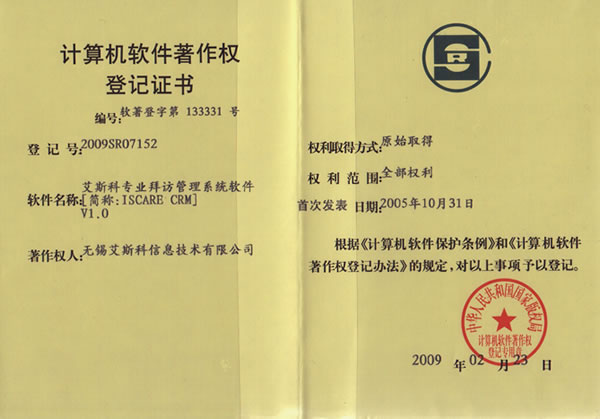 计算机软件著作权
登记证书
编号: 软著登字第 133331 号
登 记 号: 2009SR07152
软件名称: 艾斯科专业拜访管理系统软件
[简称:ISCARE CRM]
V1.0
著作权人: 无锡艾斯科信息技术有限公司
权利取得方式: 原始取得
权 利 范 围: 全部权利
首次发表 日期: 2005年10月31日
根据《计算机软件保护条例》和《计算机软件
著作权登记办法》的规定,对以上事项予以登记。
中华人民共和国国家版权局
计算机软件著作权
登记专用章
2009 年 02 月 23 日